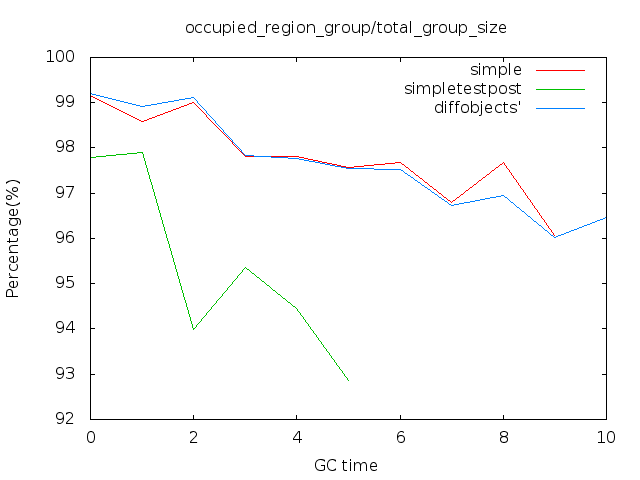 occupied_region_group/total_group_size
100
99
98
97
96
95
94
93
92
Percentage(%)
simple
simpletestpost
diffobjects'
0 2 4 6 8 10
GC time